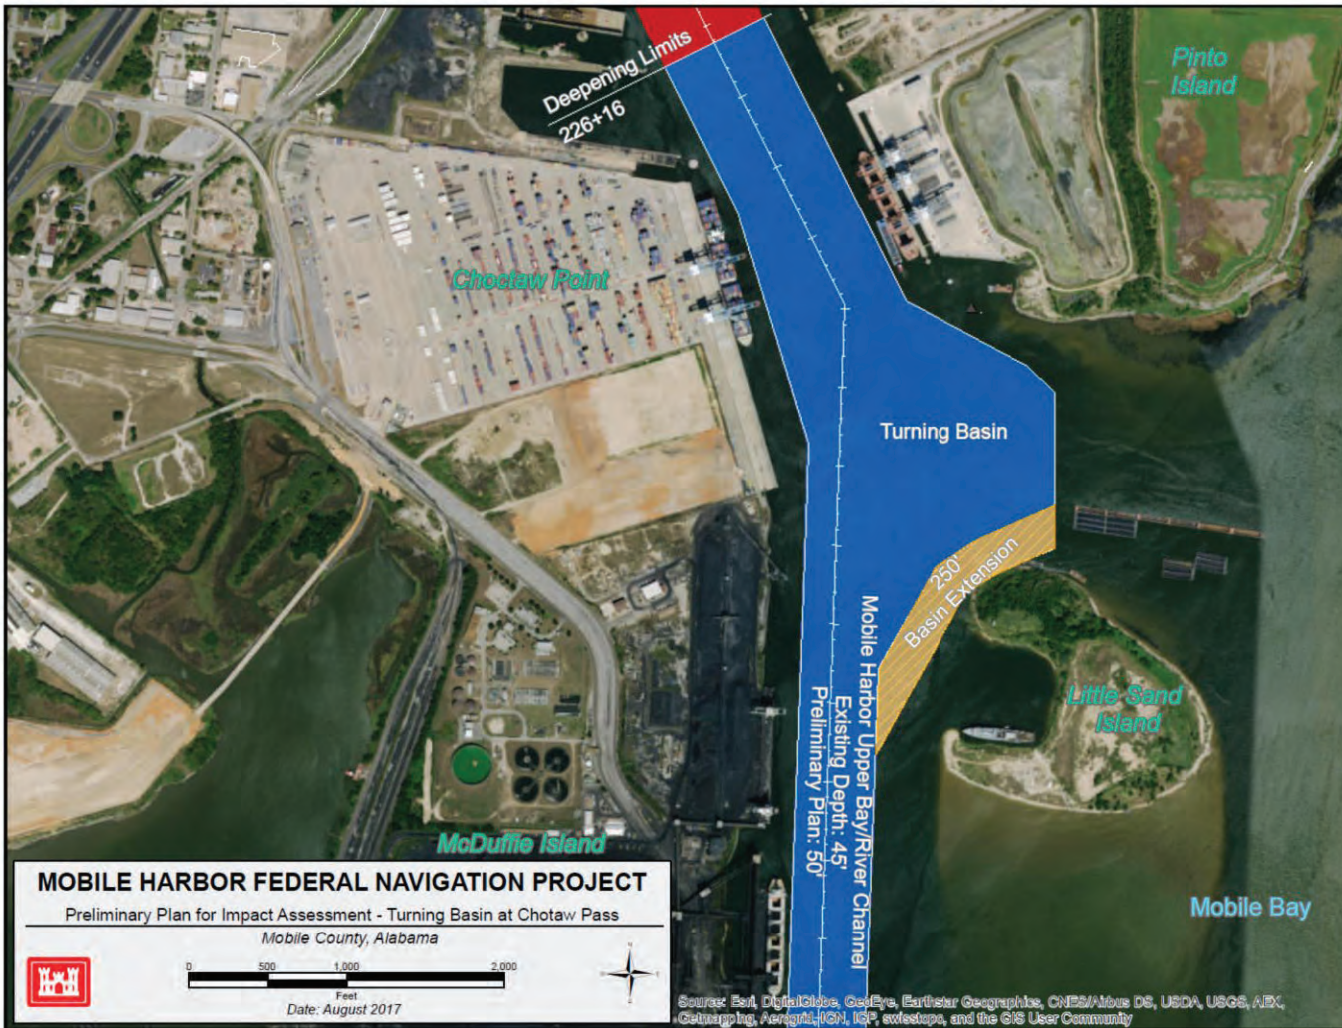 Deepening Limits
226+16
Pinto
Island
Choctaw Point
Turning Basin
250'
Basin Extension
Mobile Harbor Upper Bay/River Channel
Existing Depth: 45'
Preliminary Plan: 50'
Little Sand
Island
McDuffie Island
Mobile Bay
MOBILE HARBOR FEDERAL NAVIGATION PROJECT
Preliminary Plan for Impact Assessment - Turning Basin at Chotaw Pass
Mobile County, Alabama
0 500 1,000 2,000
Feet
Date: August 2017
Source: Esri, DigitalGlobe, GeoEye, Earthstar Geographics, CNES/Airbus DS, USDA, USGS, AEX,
Getmapping, Aerogrid, IGN, IGP, swisstopo, and the GIS User Community